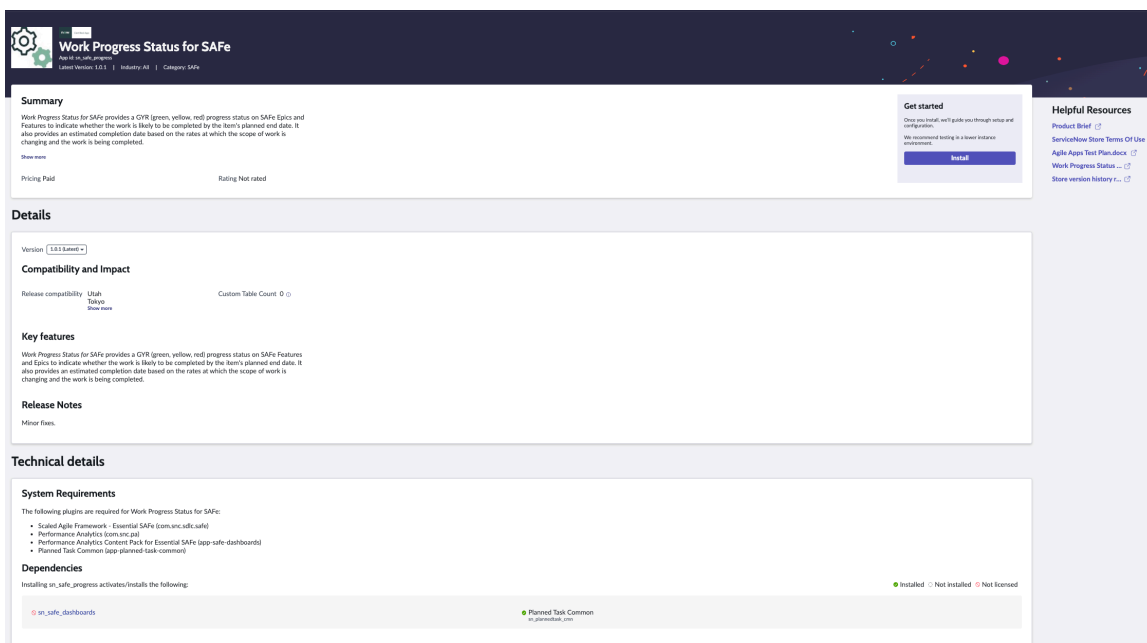 Work Progress Status for SAFe
App id: sn_safe_progress
Latest Version: 1.0.1 | Industry: All | Category: SAFe
Summary
Work Progress Status for SAFe provides a GYR (green, yellow, red) progress status on SAFe Epics and
Features to indicate whether the work is likely to be completed by the item's planned end date. It
also provides an estimated completion date based on the rates at which the scope of work is
changing and the work is being completed.
Show more
Pricing Paid
Rating Not rated
Get started
Once you install, we'll guide you through setup and
configuration.
We recommend testing in a lower instance
environment.
Install
Helpful Resources
Product Brief
ServiceNow Store Terms Of Use
Agile Apps Test Plan.docx
Work Progress Status ...
Store version history r...
Details
Version 1.0.1 (Latest)
Compatibility and Impact
Release compatibility Utah
Tokyo
Show more
Custom Table Count 0
Key features
Work Progress Status for SAFe provides a GYR (green, yellow, red) progress status on SAFe Features
and Epics to indicate whether the work is likely to be completed by the item's planned end date. It
also provides an estimated completion date based on the rates at which the scope of work is
changing and the work is being completed.
Release Notes
Minor fixes.
Technical details
System Requirements
The following plugins are required for Work Progress Status for SAFe:
• Scaled Agile Framework - Essential SAFe (com.snc.sdlc.safe)
• Performance Analytics (com.snc.pa)
• Performance Analytics Content Pack for Essential SAFe (app-safe-dashboards)
• Planned Task Common (app-planned-task-common)
Dependencies
Installing sn_safe_progress activates/installs the following:
Installed Not installed Not licensed
sn_safe_dashboards
Planned Task Common
sn_plannedtask_cmn